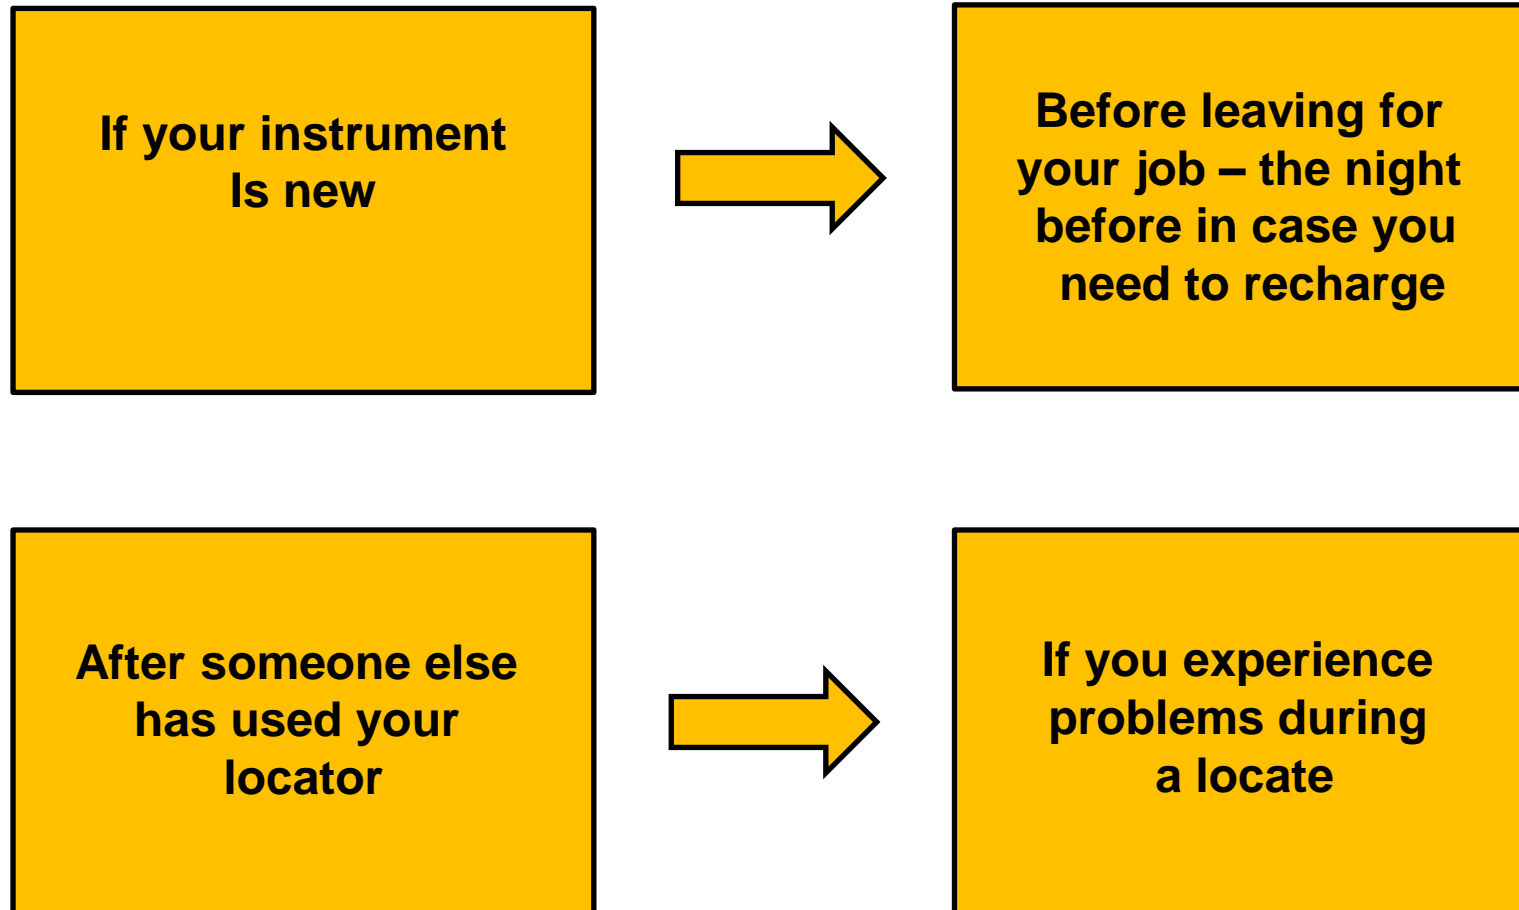 If your instrument
Is new
Before leaving for
your job – the night
before in case you
need to recharge
After someone else
has used your
locator
If you experience
problems during
a locate